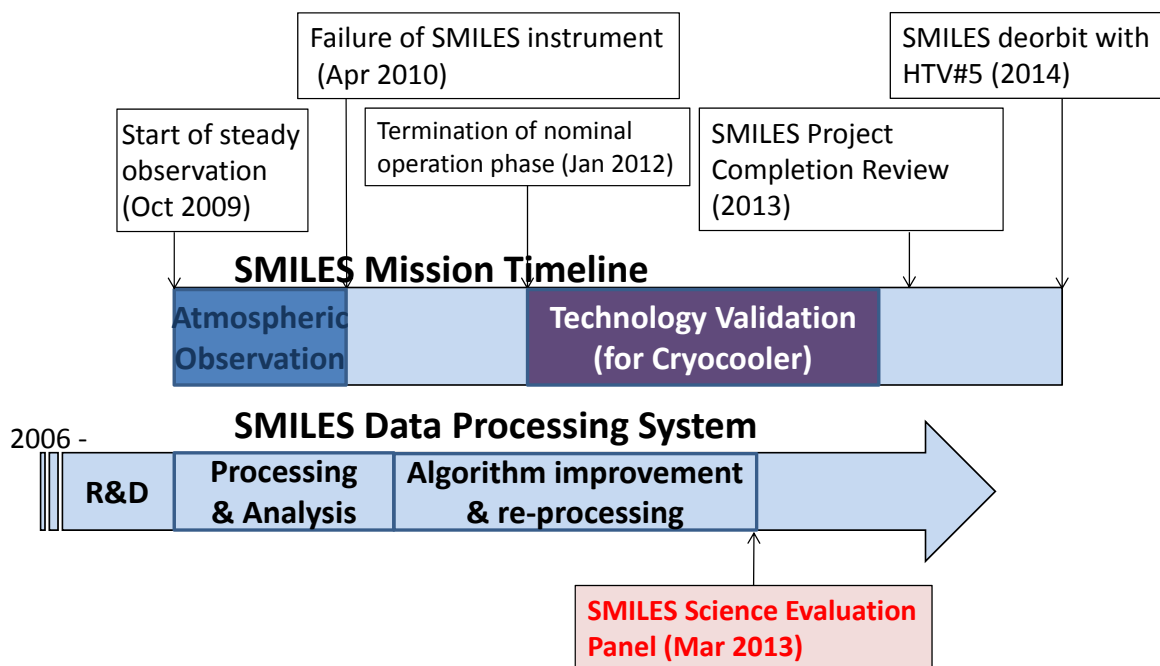 Failure of SMILES instrument
(Apr 2010)
SMILES deorbit with
HTV#5 (2014)
Start of steady
observation
(Oct 2009)
Termination of nominal
operation phase (Jan 2012)
SMILES Project
Completion Review
(2013)
SMILES Mission Timeline
Atmospheric
Observation
Technology Validation
(for Cryocooler)
SMILES Data Processing System
2006 -
R&D
Processing
& Analysis
Algorithm improvement
& re-processing
SMILES Science Evaluation
Panel (Mar 2013)